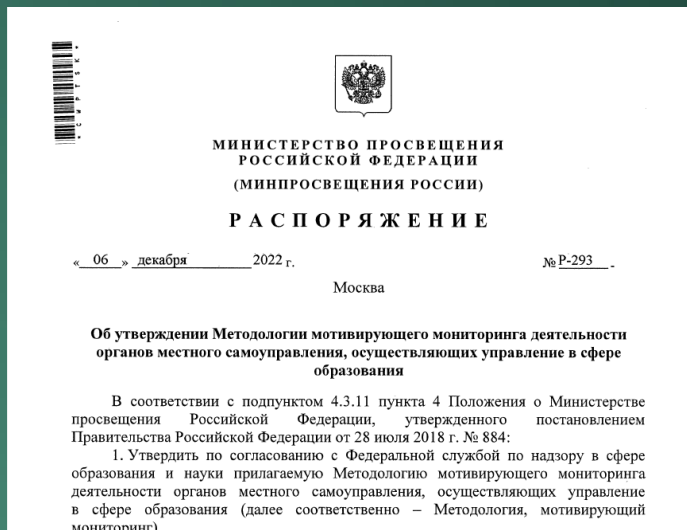 * C W P T S K *
МИНИСТЕРСТВО ПРОСВЕЩЕНИЯ
РОССИЙСКОЙ ФЕДЕРАЦИИ
(МИНПРОСВЕЩЕНИЯ РОССИИ)
РАСПОРЯЖЕНИЕ
« 06 » декабря 2022 г. № Р-293
Москва
Об утверждении Методологии мотивирующего мониторинга деятельности
органов местного самоуправления, осуществляющих управление в сфере
образования
В соответствии с подпунктом 4.3.11 пункта 4 Положения о Министерстве
просвещения Российской Федерации, утвержденного постановлением
Правительства Российской Федерации от 28 июля 2018 г. № 884:
1. Утвердить по согласованию с Федеральной службой по надзору в сфере
образования и науки прилагаемую Методологию мотивирующего мониторинга
деятельности органов местного самоуправления, осуществляющих управление
в сфере образования (далее соответственно – Методология, мотивирующий
мониторинг)